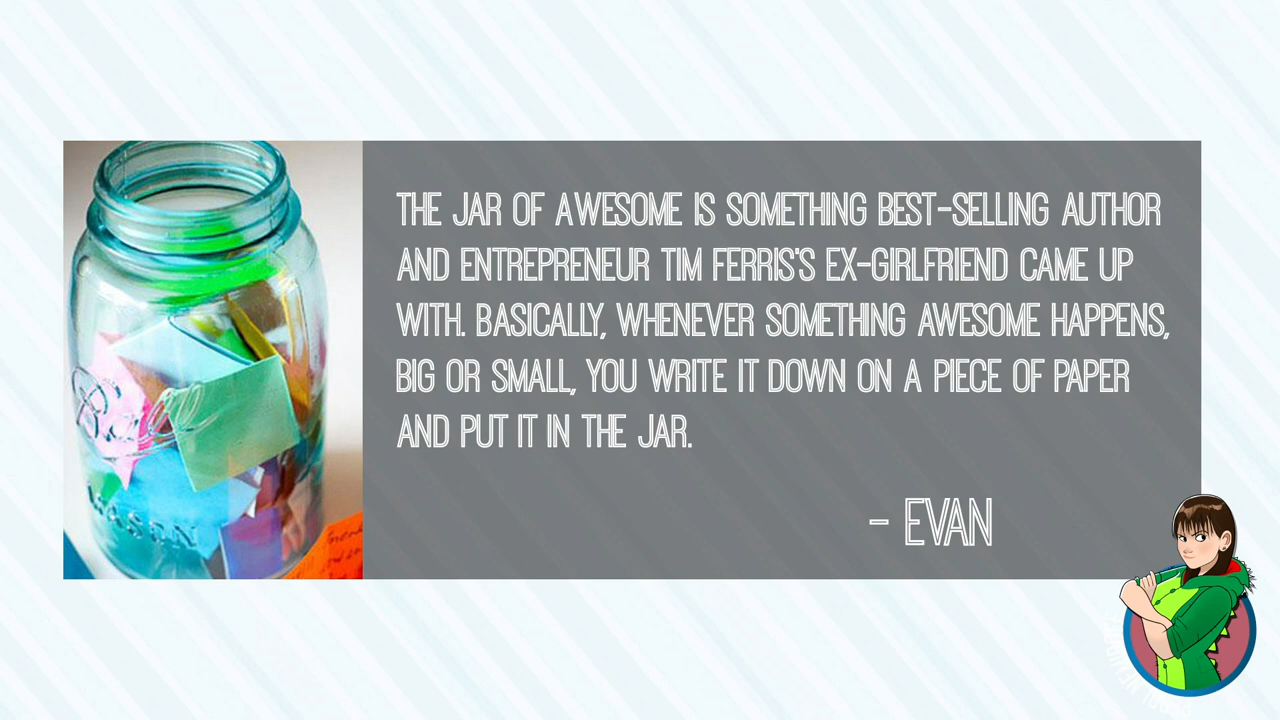 THE JAR OF AWESOME IS SOMETHING BEST-SELLING AUTHOR
AND ENTREPRENEUR TIM FERRIS'S EX-GIRLFRIEND CAME UP
WITH. BASICALLY, WHENEVER SOMETHING AWESOME HAPPENS,
BIG OR SMALL, YOU WRITE IT DOWN ON A PIECE OF PAPER
AND PUT IT IN THE JAR.
- EVAN
Ball
MASON